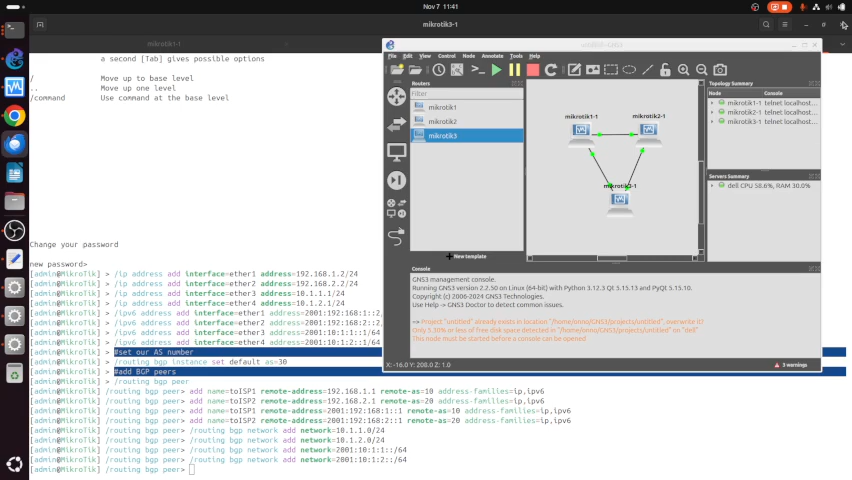 Nov 7 11:41
mikrotik3-1
mikrotik1-1
a second [Tab] gives possible options
/ Move up to base level
.. Move up one level
/command Use command at the base level
Change your password
new password>
[admin@MikroTik] > /ip address add interface=ether1 address=192.168.1.2/24
[admin@MikroTik] > /ip address add interface=ether2 address=192.168.2.2/24
[admin@MikroTik] > /ip address add interface=ether3 address=10.1.1.1/24
[admin@MikroTik] > /ip address add interface=ether4 address=10.1.2.1/24
[admin@MikroTik] > /ipv6 address add interface=ether1 address=2001:192:168:1::2,
[admin@MikroTik] > /ipv6 address add interface=ether2 address=2001:192:168:2::2,
[admin@MikroTik] > /ipv6 address add interface=ether3 address=2001:10:1:1::1/64
[admin@MikroTik] > /ipv6 address add interface=ether4 address=2001:10:1:2::1/64
[admin@MikroTik] > #set our AS number
[admin@MikroTik] > /routing bgp instance set default as=30
[admin@MikroTik] > #add BGP peers
[admin@MikroTik] > /routing bgp peer
[admin@MikroTik] /routing bgp peer> add name=toISP1 remote-address=192.168.1.1 remote-as=10 address-families=ip,ipv6
[admin@MikroTik] /routing bgp peer> add name=toISP2 remote-address=192.168.2.1 remote-as=20 address-families=ip,ipv6
[admin@MikroTik] /routing bgp peer> add name=toISP1 remote-address=2001:192:168:1::1 remote-as=10 address-families=ip,ipv6
[admin@MikroTik] /routing bgp peer> add name=toISP2 remote-address=2001:192:168:2::1 remote-as=20 address-families=ip,ipv6
[admin@MikroTik] /routing bgp peer> /routing bgp network add network=10.1.1.0/24
[admin@MikroTik] /routing bgp peer> /routing bgp network add network=10.1.2.0/24
[admin@MikroTik] /routing bgp peer> /routing bgp network add network=2001:10:1:1::/64
[admin@MikroTik] /routing bgp peer> /routing bgp network add network=2001:10:1:2::/64
[admin@MikroTik] /routing bgp peer>
File Edit View Control Node Annotate Tools Help
Routers
Filter
mikrotik1
mikrotik2
mikrotik3
New template
mikrotik1-1
mikrotik2-1
mikrotik3-1
Topology Summary
Node Console
mikrotik1-1 telnet localhost...
mikrotik2-1 telnet localhost...
mikrotik3-1 telnet localhost...
Servers Summary
dell CPU 58.6%, RAM 30.0%
Console
GNS3 management console.
Running GNS3 version 2.2.50 on Linux (64-bit) with Python 3.12.3 Qt 5.15.13 and PyQt 5.15.10.
Copyright (c) 2006-2024 GNS3 Technologies.
Use Help -> GNS3 Doctor to detect common issues.
=> Project "untitled" already exists in location "/home/enno/GNS3/projects/untitled", overwrite it?
This node must be started before a console can be opened
X: -16.0 Y: 208.0 Z: 1.0
3 warnings